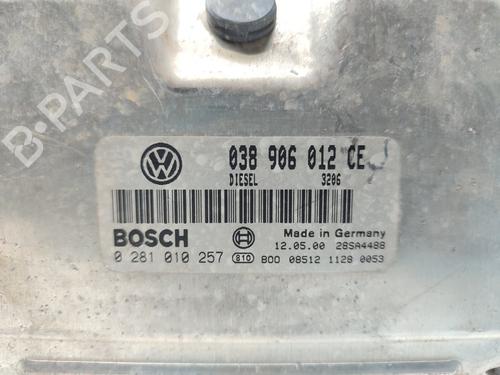 038 906 012 CE
DIESEL 3206
BOSCH
Made in Germany
12.05.00 28SA4488
0 281 010 257 810 B00 08512 1128 0053
B-PARTS